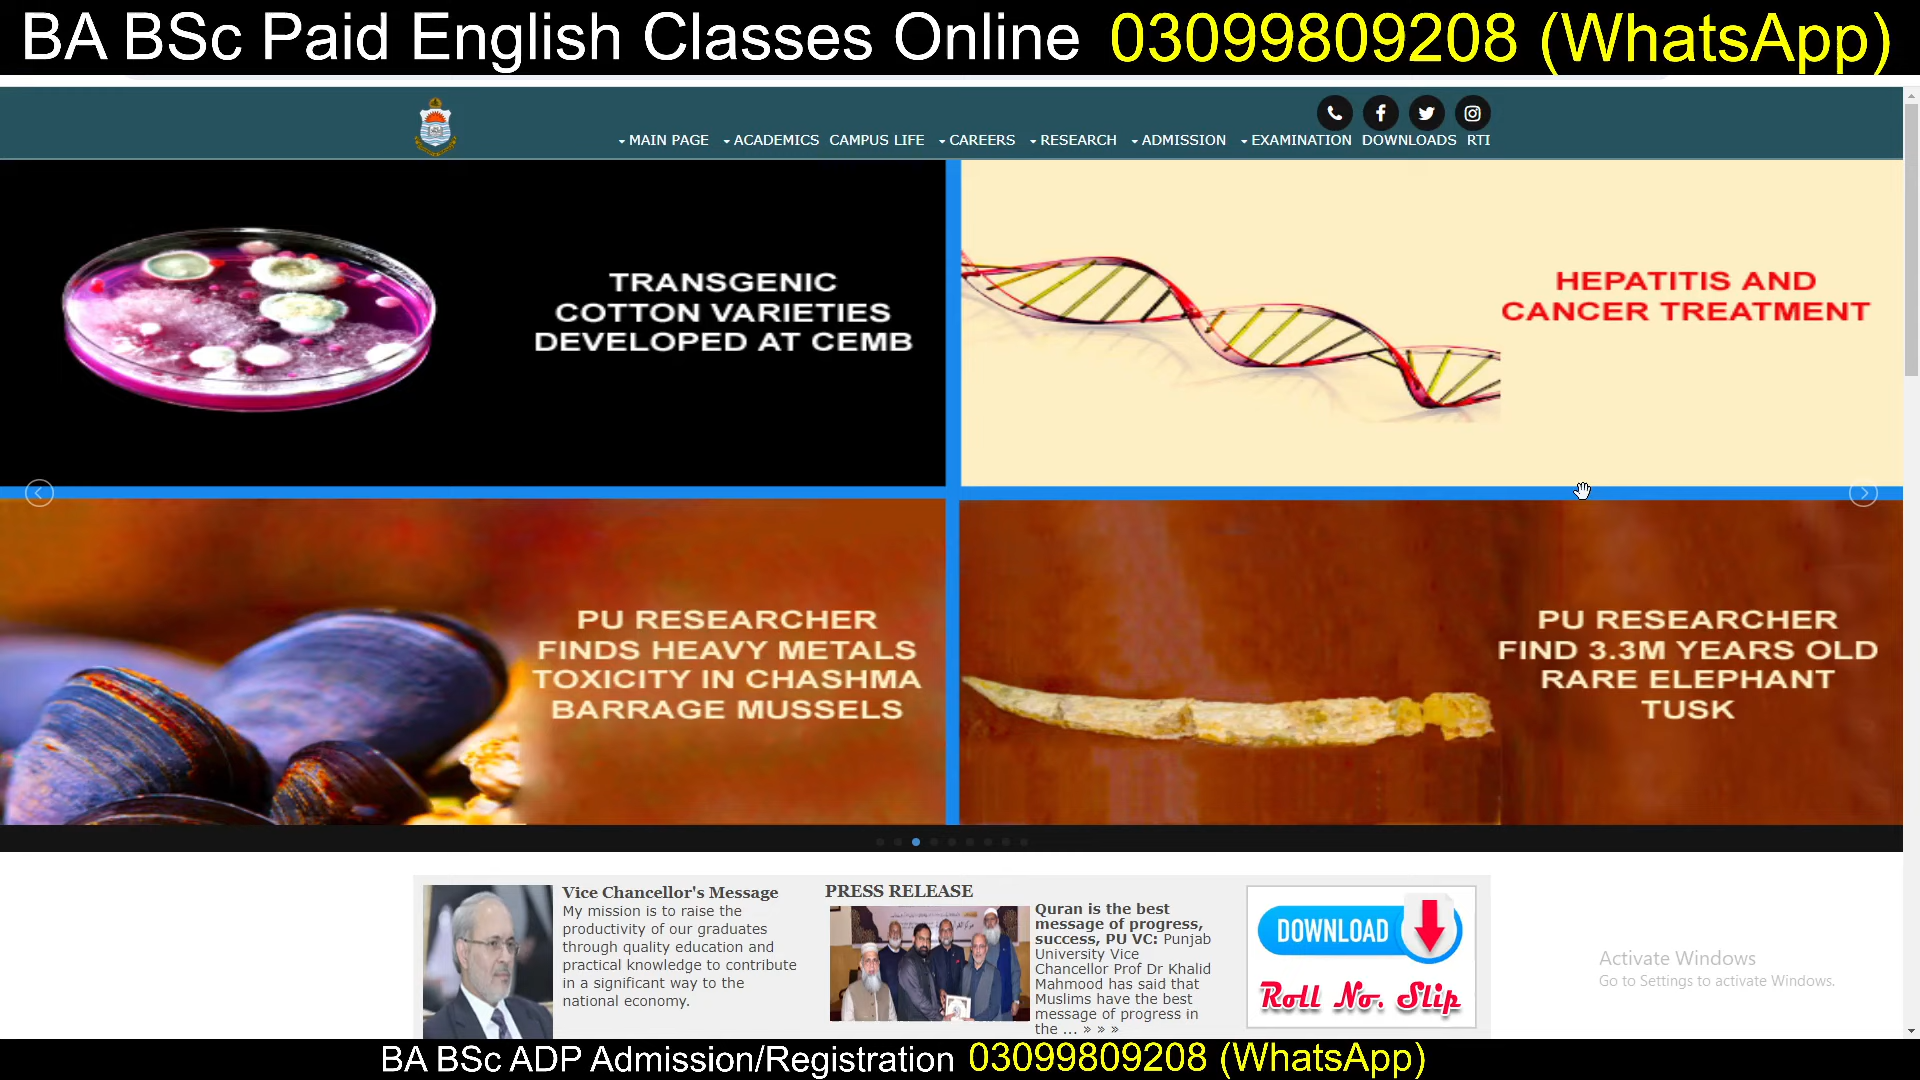 BA BSc Paid English Classes Online 03099809208 (WhatsApp)
MAIN PAGE ACADEMICS CAMPUS LIFE CAREERS RESEARCH ADMISSION EXAMINATION DOWNLOADS RTI
TRANSGENIC
COTTON VARIETIES
DEVELOPED AT CEMB
HEPATITIS AND
CANCER TREATMENT
PU RESEARCHER
FINDS HEAVY METALS
TOXICITY IN CHASHMA
BARRAGE MUSSELS
PU RESEARCHER
FIND 3.3M YEARS OLD
RARE ELEPHANT
TUSK
Vice Chancellor's Message
My mission is to raise the
productivity of our graduates
through quality education and
practical knowledge to contribute
in a significant way to the
national economy.
PRESS RELEASE
Quran is the best
message of progress,
success, PU VC: Punjab
University Vice
Chancellor Prof Dr Khalid
Mahmood has said that
Muslims have the best
message of progress in
the ... » » »
DOWNLOAD
Roll No. Slip
Activate Windows
Go to Settings to activate Windows.
BA BSc ADP Admission/Registration 03099809208 (WhatsApp)